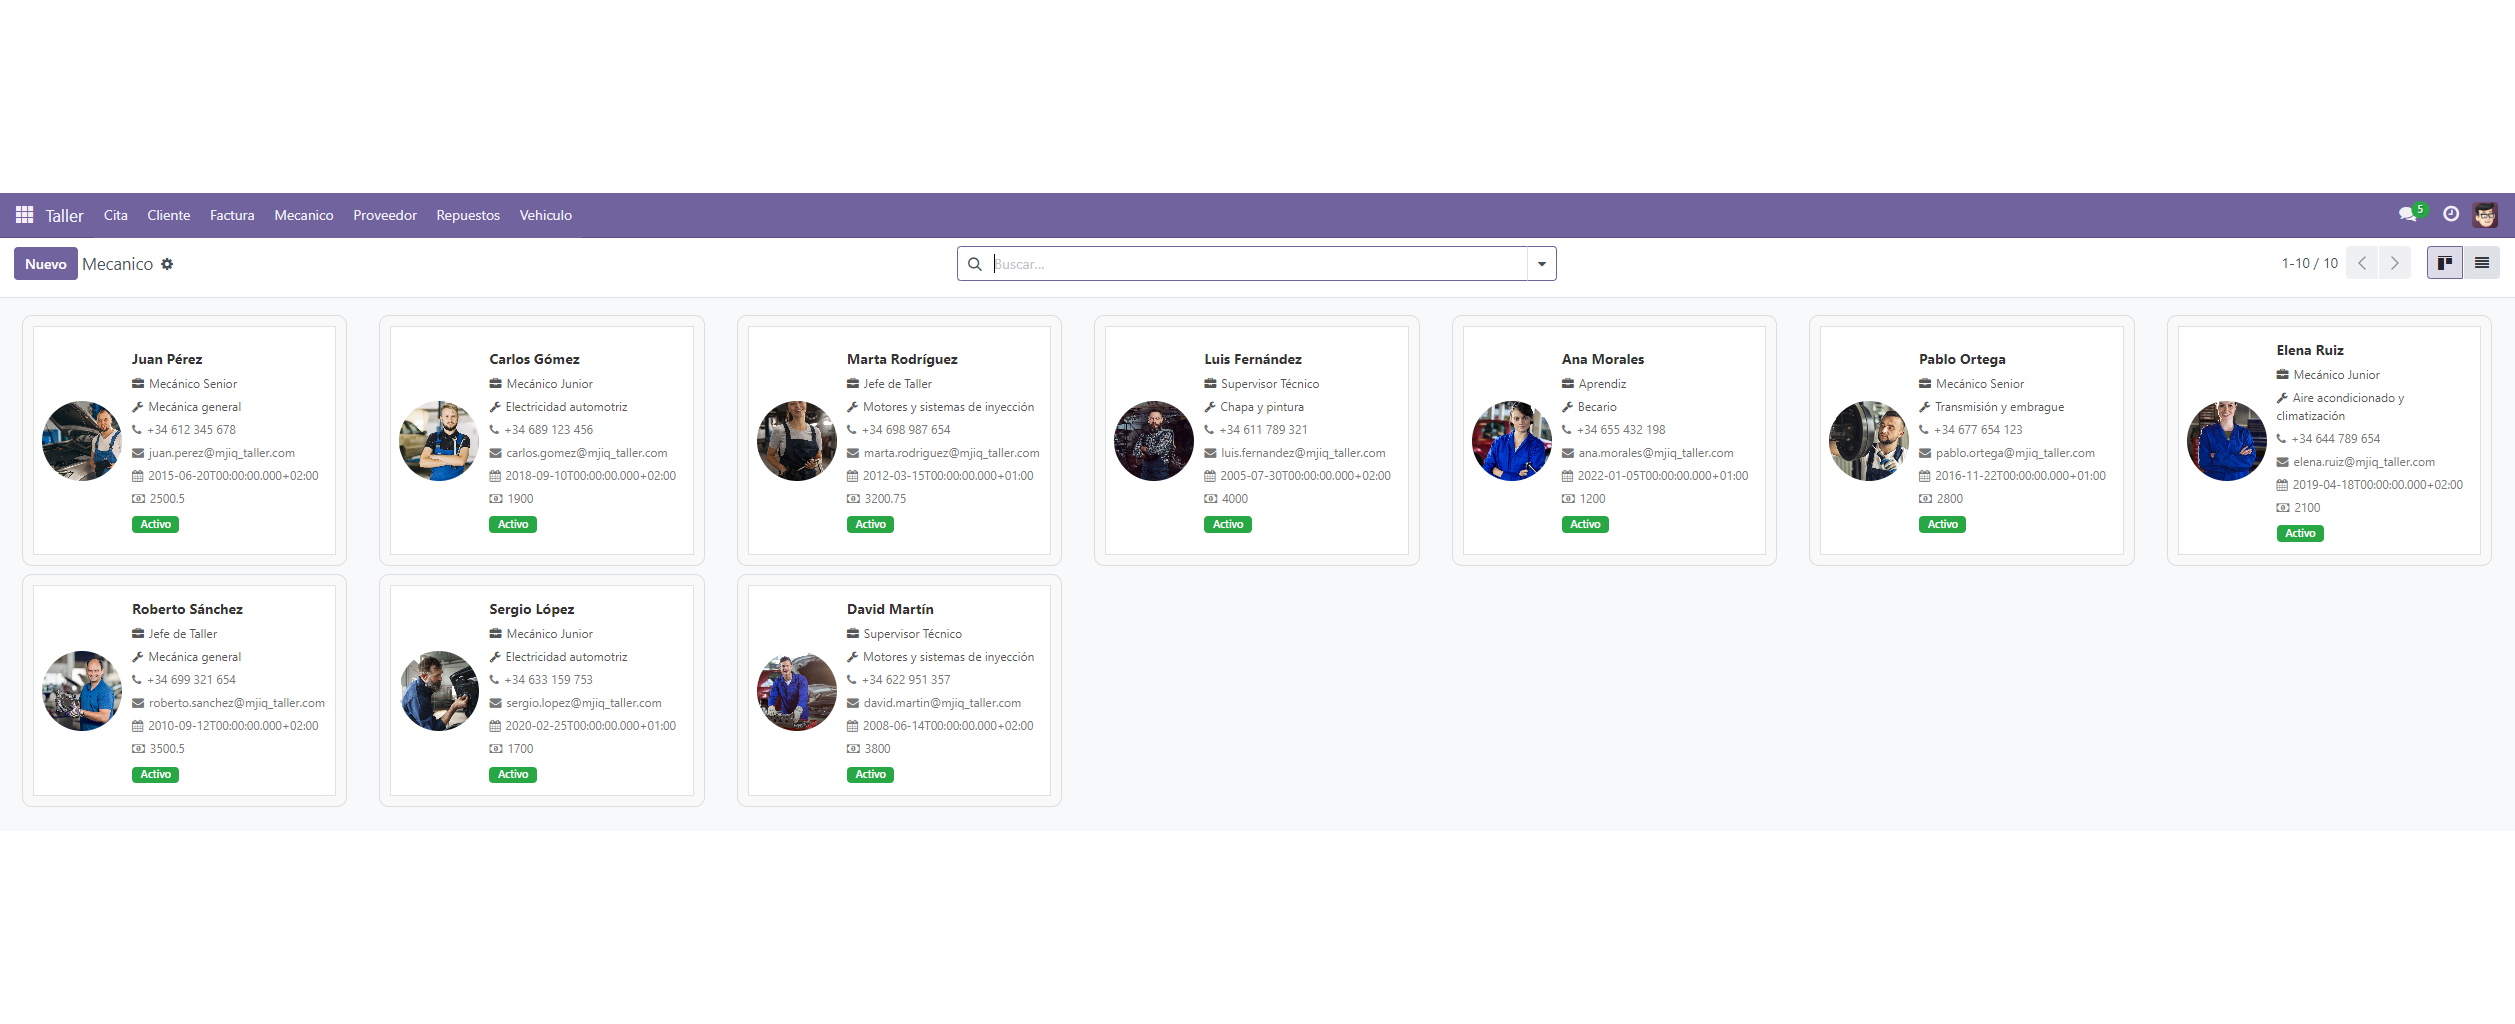 Taller Cita Cliente Factura Mecanico Proveedor Repuestos Vehiculo 5
Nuevo Mecanico Buscar... 1-10 / 10
Juan Pérez
Mecánico Senior
Mecánica general
+34 612 345 678
juan.perez@mjiq_taller.com
2015-06-20T00:00:00.000+02:00
2500.5
Activo
Carlos Gómez
Mecánico Junior
Electricidad automotriz
+34 689 123 456
carlos.gomez@mjiq_taller.com
2018-09-10T00:00:00.000+02:00
1900
Activo
Marta Rodríguez
Jefe de Taller
Motores y sistemas de inyección
+34 698 987 654
marta.rodriguez@mjiq_taller.com
2012-03-15T00:00:00.000+01:00
3200.75
Activo
Luis Fernández
Supervisor Técnico
Chapa y pintura
+34 611 789 321
luis.fernandez@mjiq_taller.com
2005-07-30T00:00:00.000+02:00
4000
Activo
Ana Morales
Aprendiz
Becario
+34 655 432 198
ana.morales@mjiq_taller.com
2022-01-05T00:00:00.000+01:00
1200
Activo
Pablo Ortega
Mecánico Senior
Transmisión y embrague
+34 677 654 123
pablo.ortega@mjiq_taller.com
2016-11-22T00:00:00.000+01:00
2800
Activo
Elena Ruiz
Mecánico Junior
Aire acondicionado y
climatización
+34 644 789 654
elena.ruiz@mjiq_taller.com
2019-04-18T00:00:00.000+02:00
2100
Activo
Roberto Sánchez
Jefe de Taller
Mecánica general
+34 699 321 654
roberto.sanchez@mjiq_taller.com
2010-09-12T00:00:00.000+02:00
3500.5
Activo
Sergio López
Mecánico Junior
Electricidad automotriz
+34 633 159 753
sergio.lopez@mjiq_taller.com
2020-02-25T00:00:00.000+01:00
1700
Activo
David Martín
Supervisor Técnico
Motores y sistemas de inyección
+34 622 951 357
david.martin@mjiq_taller.com
2008-06-14T00:00:00.000+02:00
3800
Activo